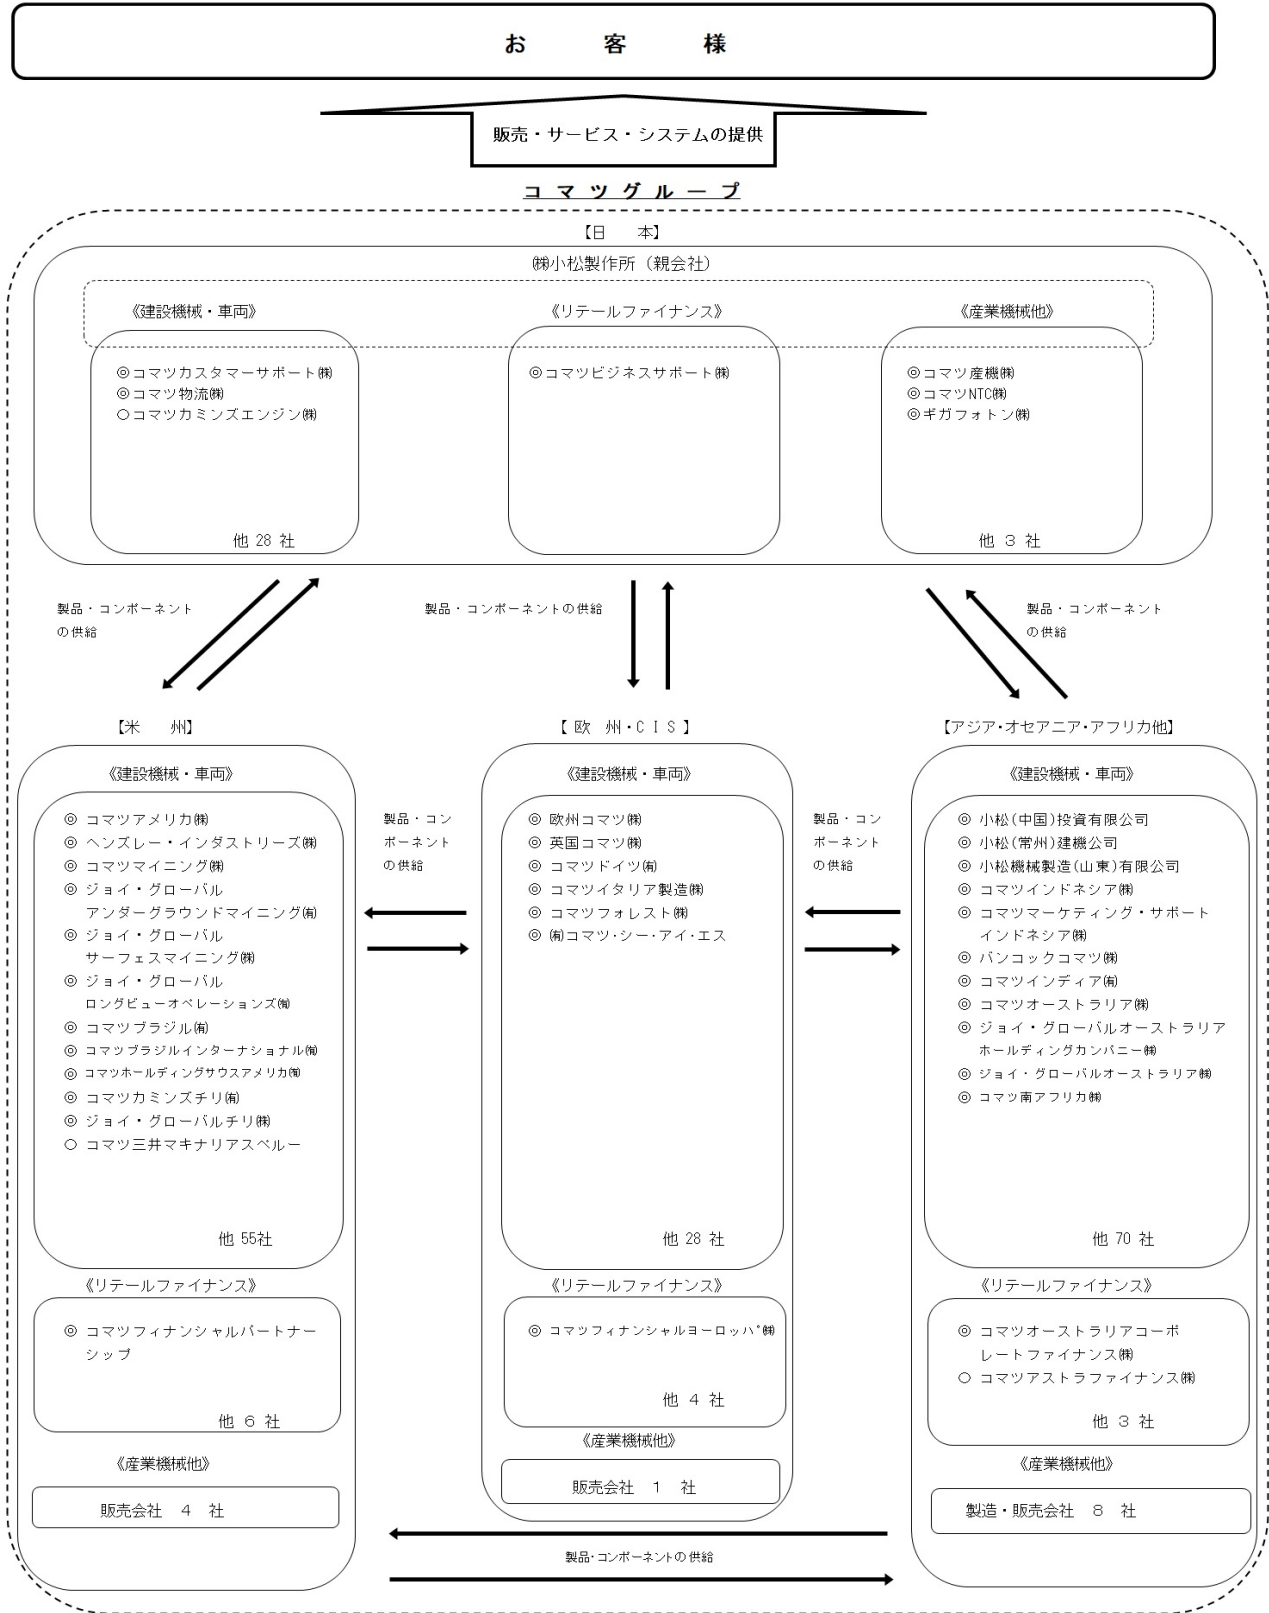 お客様
販売・サービス・システムの提供
コマツグループ
【日　本】
㈱小松製作所（親会社）
《建設機械・車両》
◎コマツカスタマーサポート㈱
◎コマツ物流㈱
○コマツカミンズエンジン㈱
他 28 社
《リテールファイナンス》
◎コマツビジネスサポート㈱
《産業機械他》
◎コマツ産機㈱
◎コマツNTC㈱
◎ギガフォトン㈱
他 3 社
製品・コンポーネント
の供給
製品・コンポーネントの供給
製品・コンポーネント
の供給
【米　州】
《建設機械・車両》
◎ コマツアメリカ㈱
◎ ヘンズレー・インダストリーズ㈱
◎ コマツマイニング㈱
◎ ジョイ・グローバル
アンダーグラウンドマイニング㈲
◎ ジョイ・グローバル
サーフェスマイニング㈱
◎ ジョイ・グローバル
ロングビューオペレーションズ㈲
◎ コマツブラジル㈲
◎ コマツブラジルインターナショナル㈲
◎ コマツホールディングサウスアメリカ㈲
◎ コマツカミンズチリ㈲
◎ ジョイ・グローバルチリ㈱
○ コマツ三井マキナリアスペルー
他 55社
《リテールファイナンス》
◎ コマツフィナンシャルパートナー
シップ
他 6 社
《産業機械他》
販売会社 4 社
製品・コン
ポーネント
の供給
【欧　州・CIS】
《建設機械・車両》
◎ 欧州コマツ㈱
◎ 英国コマツ㈱
◎ コマツドイツ㈲
◎ コマツイタリア製造㈱
◎ コマツフォレスト㈱
◎ ㈲コマツ・シー・アイ・エス
他 28 社
《リテールファイナンス》
◎ コマツフィナンシャルヨーロッパ㈱
他 4 社
《産業機械他》
販売会社 1 社
製品・コン
ポーネント
の供給
【アジア・オセアニア・アフリカ他】
《建設機械・車両》
◎ 小松(中国)投資有限公司
◎ 小松(常州)建機公司
◎ 小松機械製造(山東)有限公司
◎ コマツインドネシア㈱
◎ コマツマーケティング・サポート
インドネシア㈱
◎ バンコックコマツ㈱
◎ コマツインディア㈲
◎ コマツオーストラリア㈱
◎ ジョイ・グローバルオーストラリア
ホールディングカンパニー㈱
◎ ジョイ・グローバルオーストラリア㈱
◎ コマツ南アフリカ㈱
他 70 社
《リテールファイナンス》
◎ コマツオーストラリアコーポ
レートファイナンス㈱
○ コマツアストラファイナンス㈱
他 3 社
《産業機械他》
製造・販売会社 8 社
製品・コンポーネントの供給